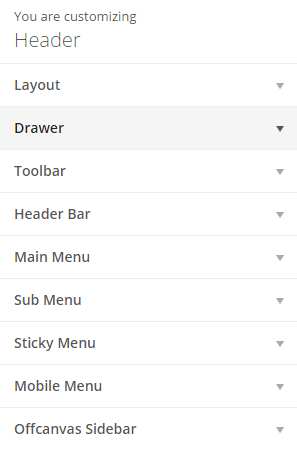 You are customizing
Header
Layout
Drawer
Toolbar
Header Bar
Main Menu
Sub Menu
Sticky Menu
Mobile Menu
Offcanvas Sidebar